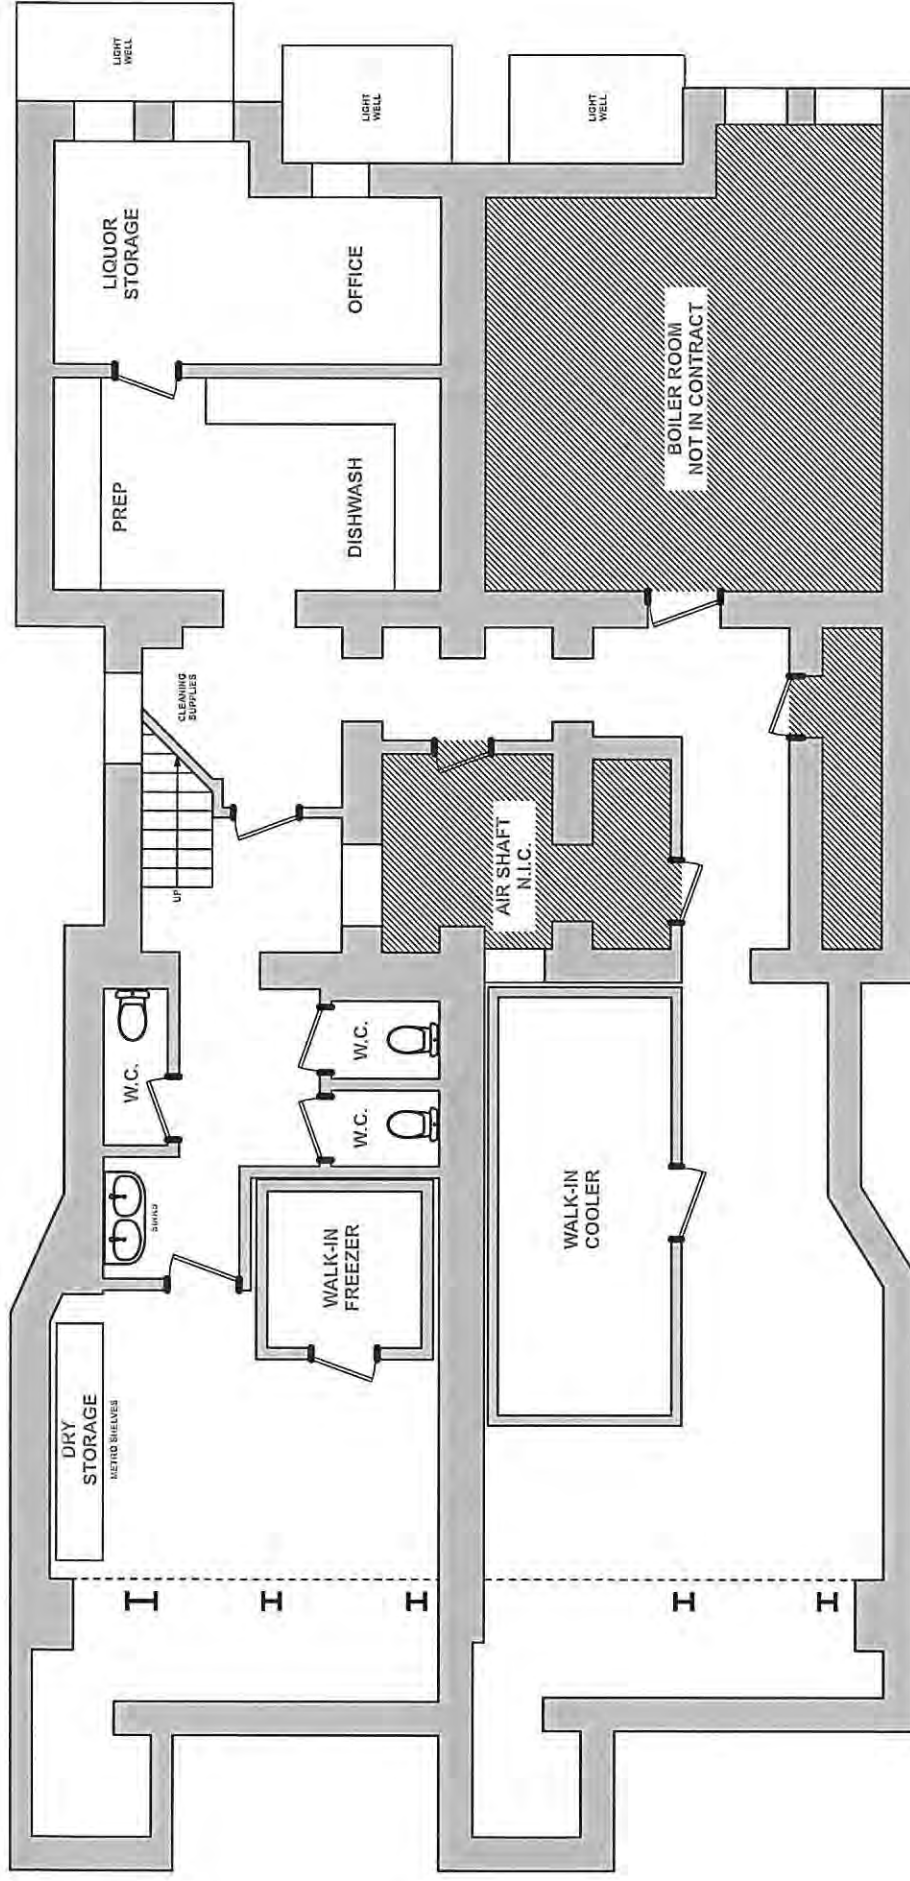 LIGHT
WELL
LIGHT
WELL
LIGHT
WELL
LIQUOR
STORAGE
OFFICE
PREP
DISHWASH
BOILER ROOM
NOT IN CONTRACT
CLEANING
SUPPLIES
UP
AIR SHAFT
N.I.C.
W.C.
W.C.
W.C.
SINKS
WALK-IN
FREEZER
WALK-IN
COOLER
DRY
STORAGE
METRO SHELVES